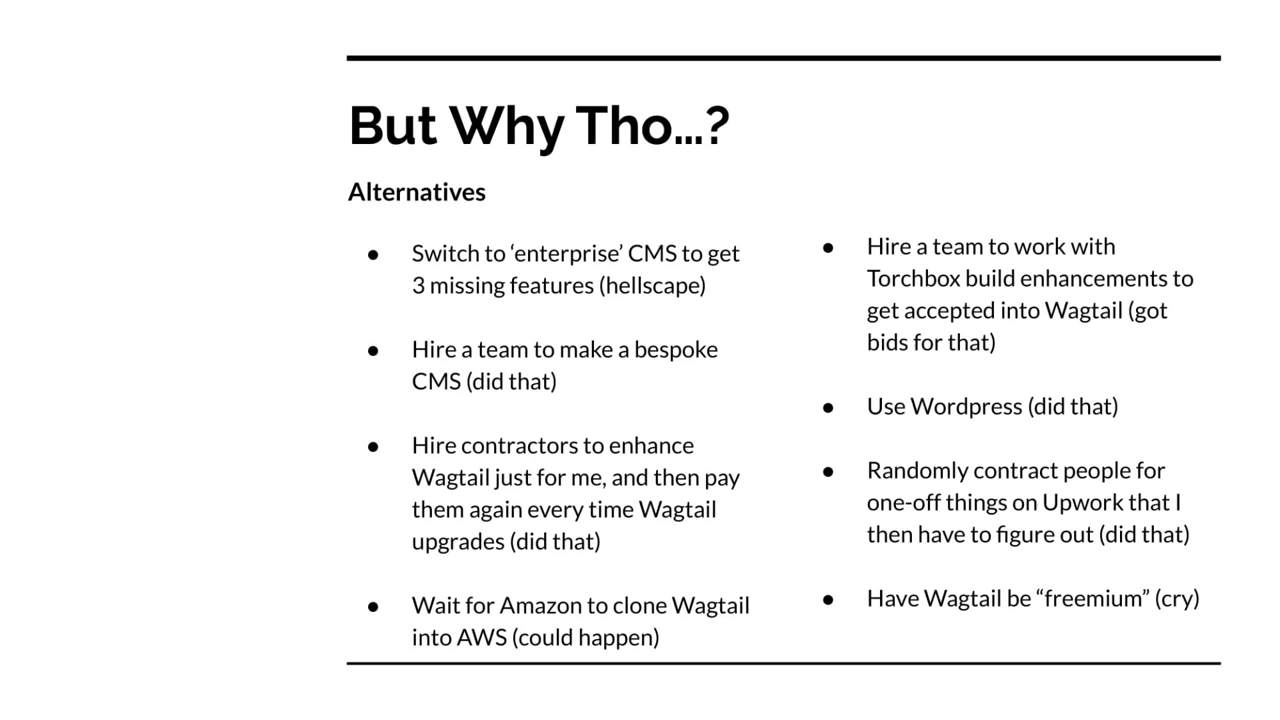 But Why Tho...?
Alternatives
● Switch to ‘enterprise’ CMS to get
3 missing features (hellscape)
● Hire a team to make a bespoke
CMS (did that)
● Hire contractors to enhance
Wagtail just for me, and then pay
them again every time Wagtail
upgrades (did that)
● Wait for Amazon to clone Wagtail
into AWS (could happen)
● Hire a team to work with
Torchbox build enhancements to
get accepted into Wagtail (got
bids for that)
● Use Wordpress (did that)
● Randomly contract people for
one-off things on Upwork that I
then have to figure out (did that)
● Have Wagtail be “freemium” (cry)